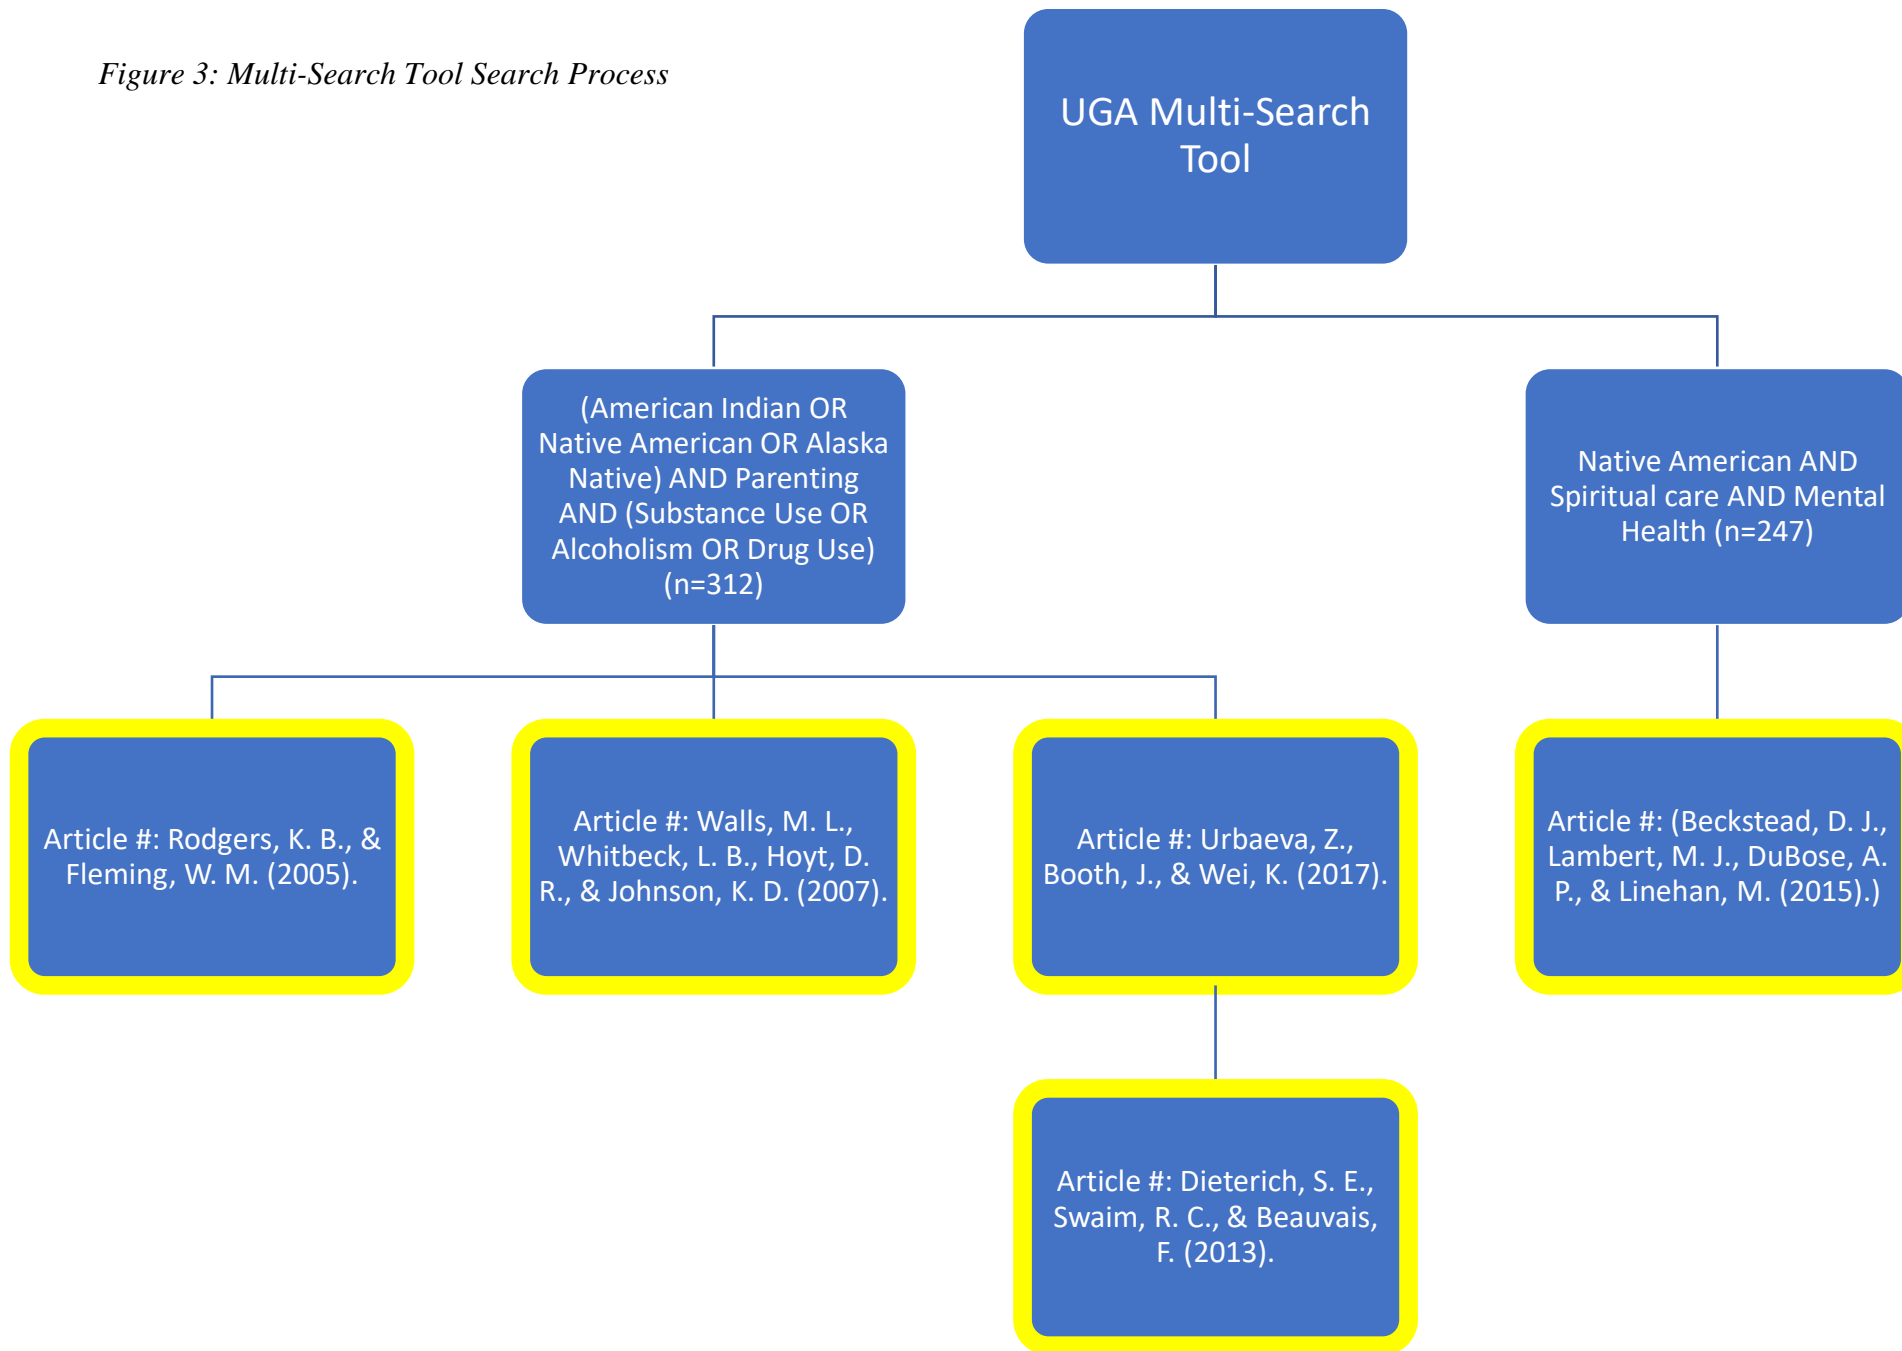 Figure 3: Multi-Search Tool Search Process
UGA Multi-Search
Tool
(American Indian OR
Native American OR Alaska
Native) AND Parenting
AND (Substance Use OR
Alcoholism OR Drug Use)
(n=312)
Native American AND
Spiritual care AND Mental
Health (n=247)
Article #: Rodgers, K. B., &
Fleming, W. M. (2005).
Article #: Walls, M. L.,
Whitbeck, L. B., Hoyt, D.
R., & Johnson, K. D. (2007).
Article #: Urbaeva, Z.,
Booth, J., & Wei, K. (2017).
Article #: (Beckstead, D. J.,
Lambert, M. J., DuBose, A.
P., & Linehan, M. (2015).)
Article #: Dieterich, S. E.,
Swaim, R. C., & Beauvais,
F. (2013).